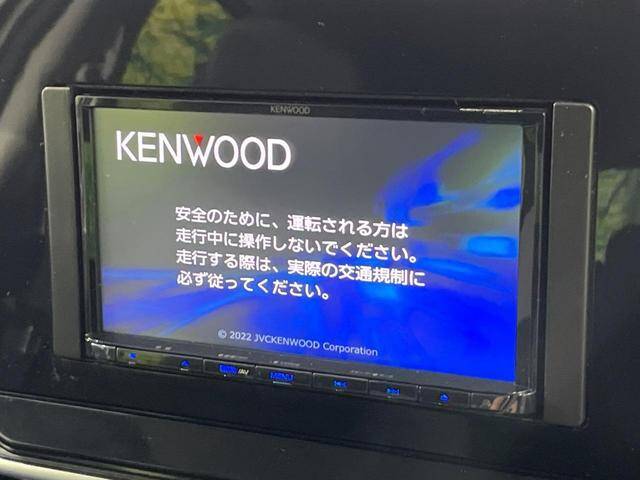 KENWOOD
KENWOOD
安全のために、運転される方は
走行中に操作しないでください。
走行する際は、実際の交通規制に
必ず従ってください。
© 2022 JVCKENWOOD Corporation
MENU